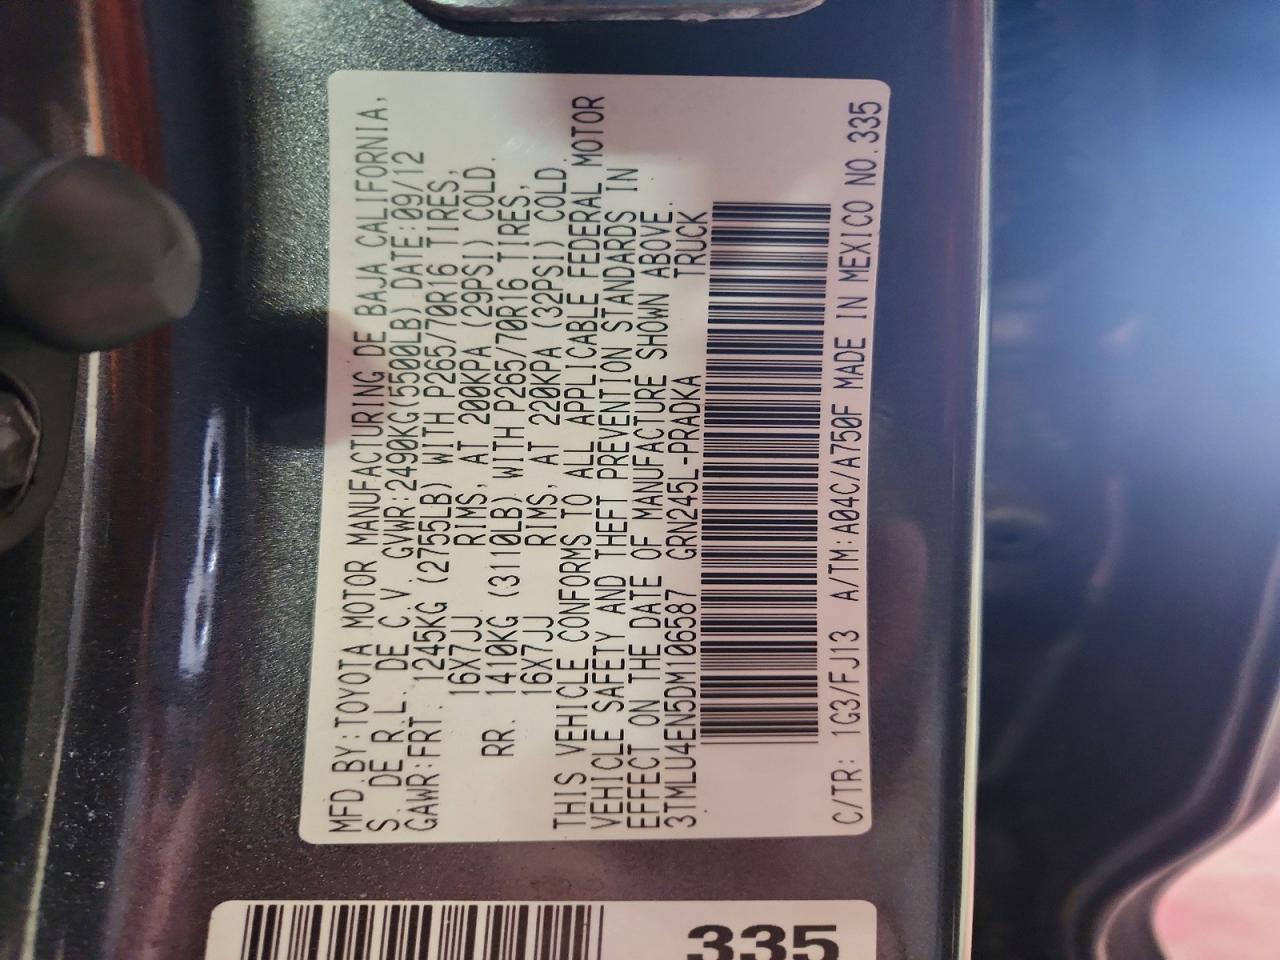 MFD.BY:TOYOTA MOTOR MANUFACTURING DE BAJA CALIFORNIA,
S. DE R.L. DE C.V. GVWR:2490KG(5500LB)DATE:09/12
GAWR:FRT. 1245KG (2755LB) WITH P265/70R16 TIRES,
16X7JJ RIMS, AT 200KPA (29PSI) COLD.
RR. 1410KG (3110LB) WITH P265/70R16 TIRES,
16X7JJ RIMS, AT 220KPA (32PSI) COLD.
THIS VEHICLE CONFORMS TO ALL APPLICABLE FEDERAL MOTOR
VEHICLE SAFETY AND THEFT PREVENTION STANDARDS IN
EFFECT ON THE DATE OF MANUFACTURE SHOWN ABOVE.
3TMLU4EN5DM106587 GRN245L-PRADKA TRUCK
C/TR: 1G3/FJ13 A/TM:A04C/A750F MADE IN MEXICO NO.335
335